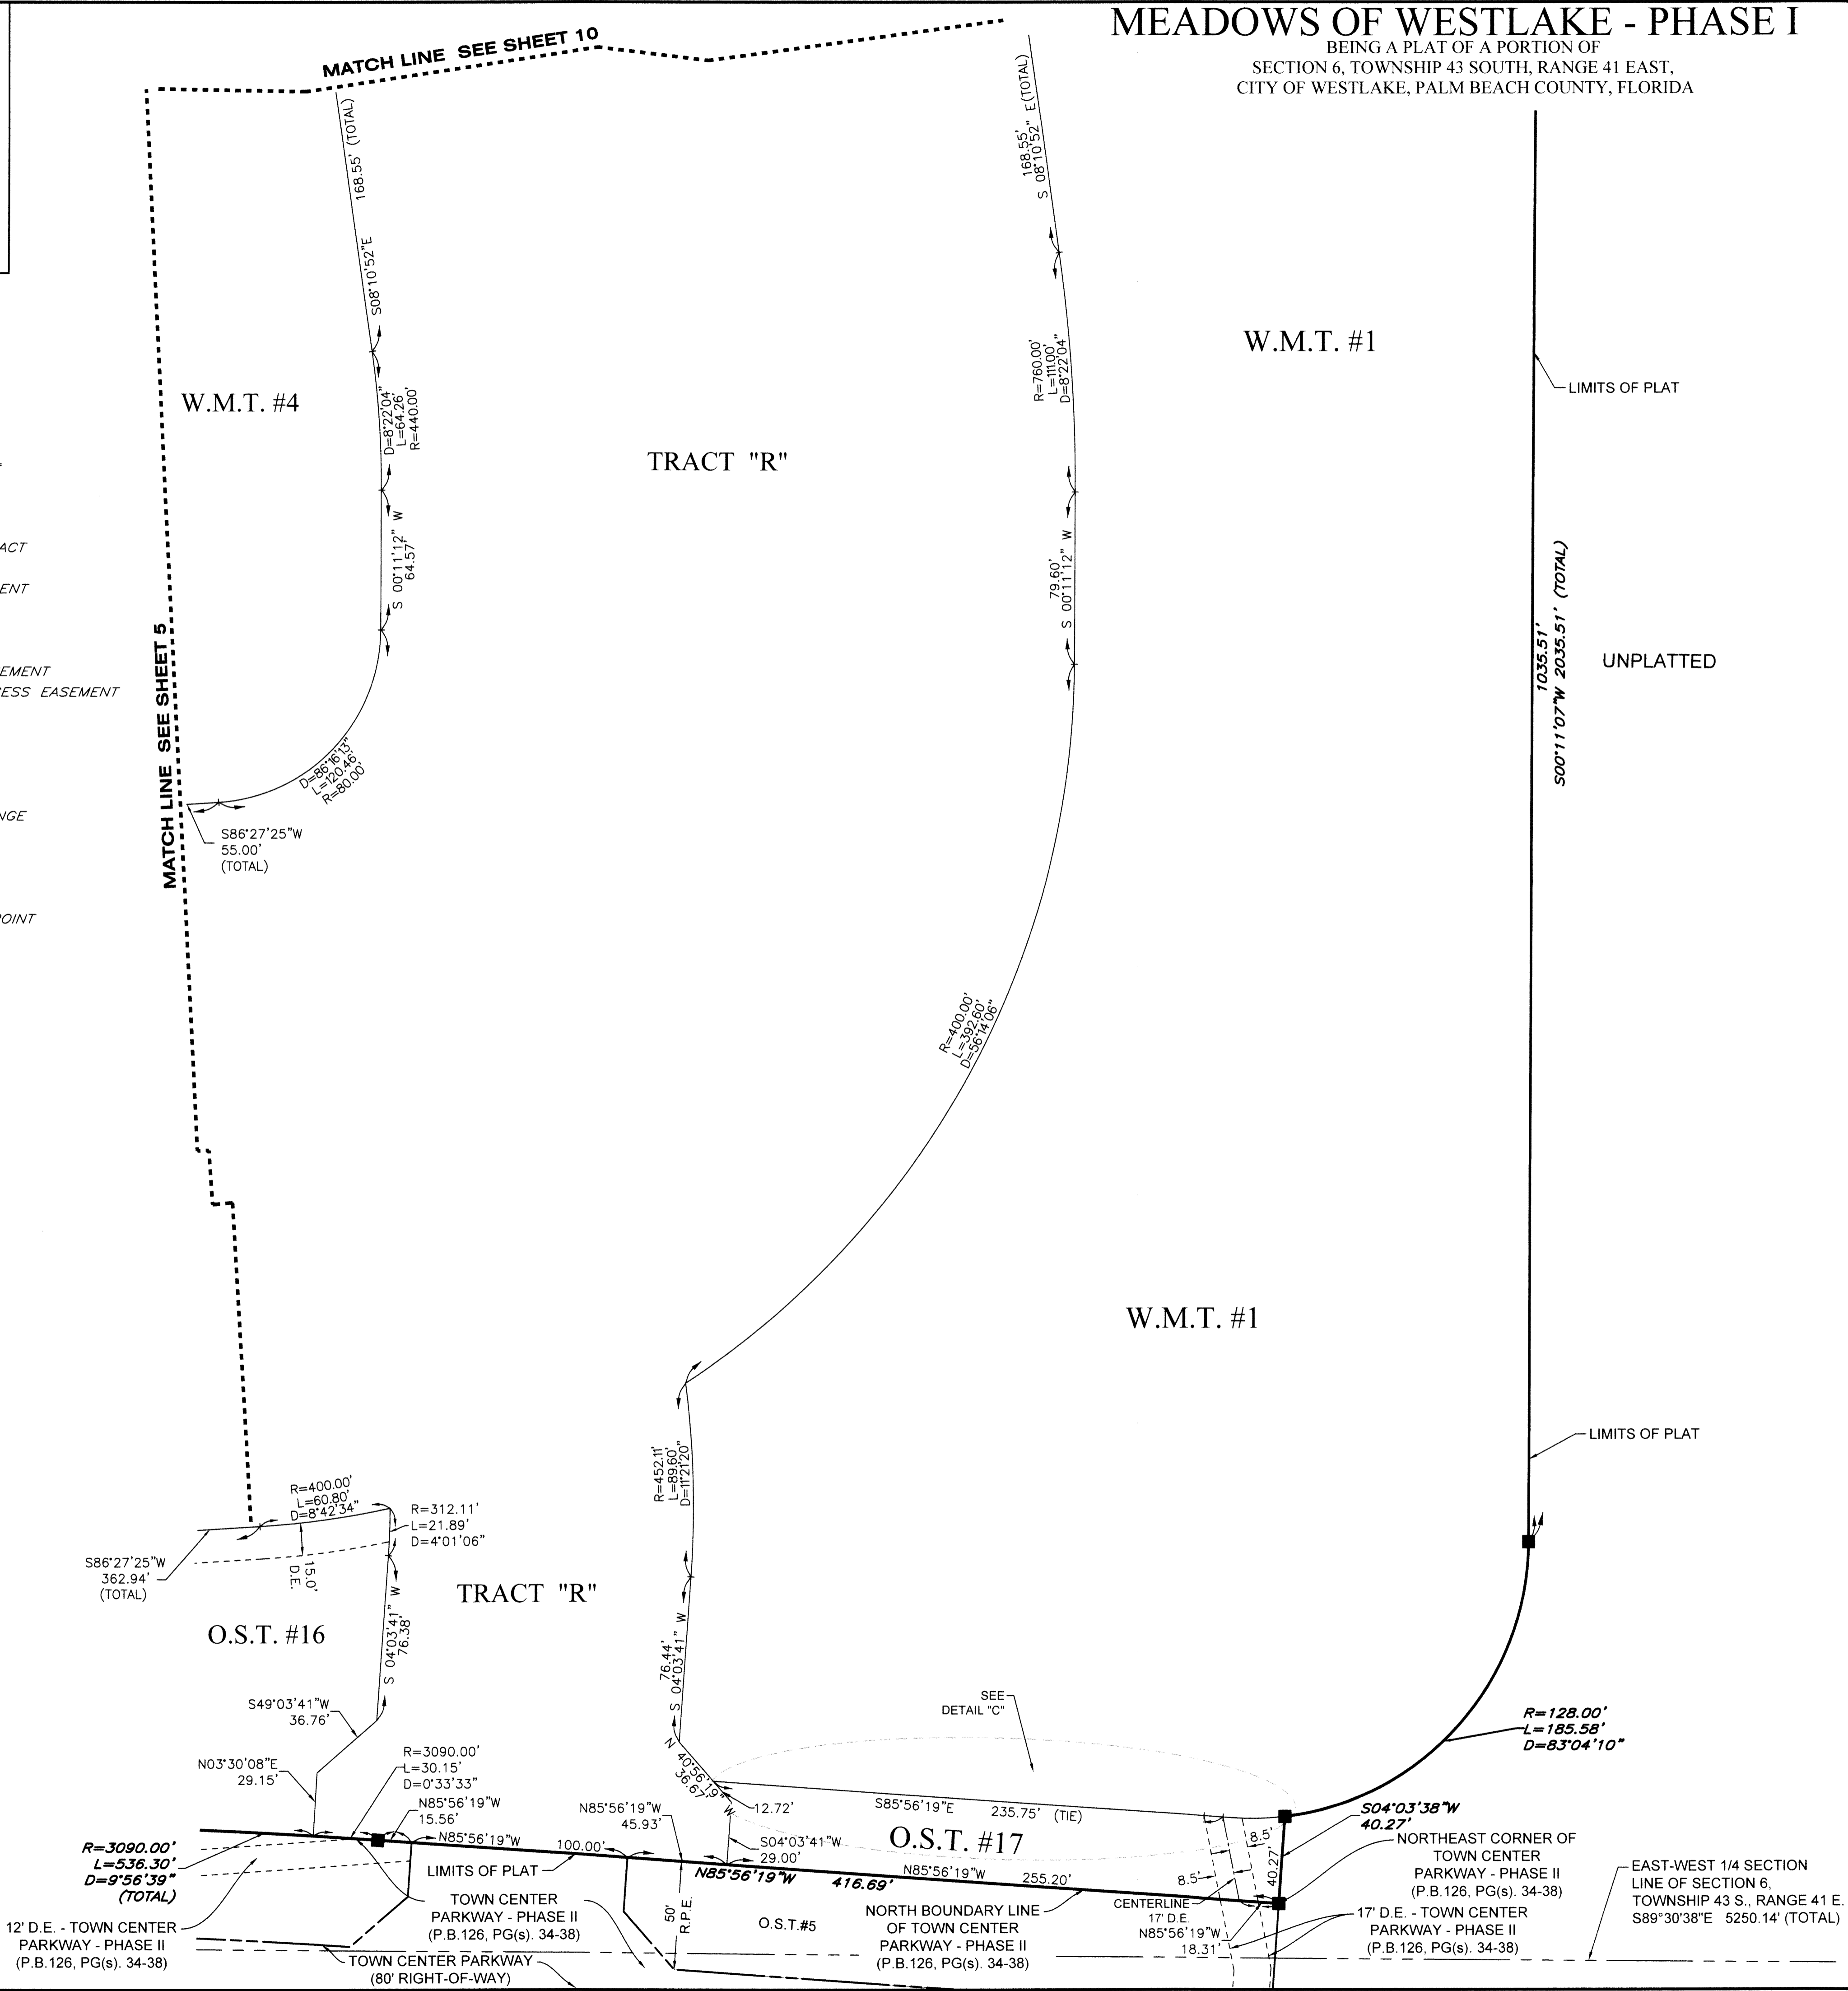 MEADOWS OF WESTLAKE - PHASE I
BEING A PLAT OF A PORTION OF
SECTION 6, TOWNSHIP 43 SOUTH, RANGE 41 EAST,
CITY OF WESTLAKE, PALM BEACH COUNTY, FLORIDA
MATCH LINE SEE SHEET 10
168.55' (TOTAL)
S08°10'52"E
168.55'
S 08°10'52" E (TOTAL)
W.M.T. #4
D=8°22'04"
L=64.26'
R=440.00'
TRACT "R"
R=760.00'
L=111.00'
D=8°22'04"
W.M.T. #1
LIMITS OF PLAT
S 00°11'12" W
64.57'
79.60'
S 00°11'12" W
1035.51'
S00°11'07"W 2035.51' (TOTAL)
UNPLATTED
ACT
ENT
EMENT
CESS EASEMENT
NGE
POINT
MATCH LINE SEE SHEET 5
D=86°16'13"
L=120.46'
R=80.00'
S86°27'25"W
55.00'
(TOTAL)
R=400.00'
L=392.60'
D=56°14'06"
W.M.T. #1
LIMITS OF PLAT
R=452.11'
L=89.60'
D=11°21'20"
R=400.00'
L=60.80'
D=8°42'34"
R=312.11'
L=21.89'
D=4°01'06"
S86°27'25"W
362.94'
(TOTAL)
15.0'
D.E.
TRACT "R"
O.S.T. #16
S 04°03'41" W
76.38'
76.44'
S 04°03'41" W
S49°03'41"W
36.76'
SEE
DETAIL "C"
R=128.00'
L=185.58'
D=83°04'10"
N03°30'08"E
29.15'
R=3090.00'
L=30.15'
D=0°33'33"
N85°56'19"W
15.56'
N 40°56'19" W
36.67'
12.72'
N85°56'19"W
45.93'
S85°56'19"E 235.75' (TIE)
S04°03'38"W
40.27'
O.S.T. #17
8.5'
40.27'
S04°03'41"W
29.00'
N85°56'19"W 100.00'
LIMITS OF PLAT
N85°56'19"W 416.69'
N85°56'19"W 255.20'
8.5'
R=3090.00'
L=536.30'
D=9°56'39"
(TOTAL)
NORTHEAST CORNER OF
TOWN CENTER
PARKWAY - PHASE II
(P.B.126, PG(s). 34-38)
EAST-WEST 1/4 SECTION
LINE OF SECTION 6,
TOWNSHIP 43 S., RANGE 41 E.
S89°30'38"E 5250.14' (TOTAL)
12' D.E. - TOWN CENTER
PARKWAY - PHASE II
(P.B.126, PG(s). 34-38)
TOWN CENTER
PARKWAY - PHASE II
(P.B.126, PG(s). 34-38)
50'
R.P.E.
O.S.T.#5
NORTH BOUNDARY LINE
OF TOWN CENTER
PARKWAY - PHASE II
(P.B.126, PG(s). 34-38)
CENTERLINE
17' D.E.
N85°56'19"W
18.31'
17' D.E. - TOWN CENTER
PARKWAY - PHASE II
(P.B.126, PG(s). 34-38)
TOWN CENTER PARKWAY
(80' RIGHT-OF-WAY)